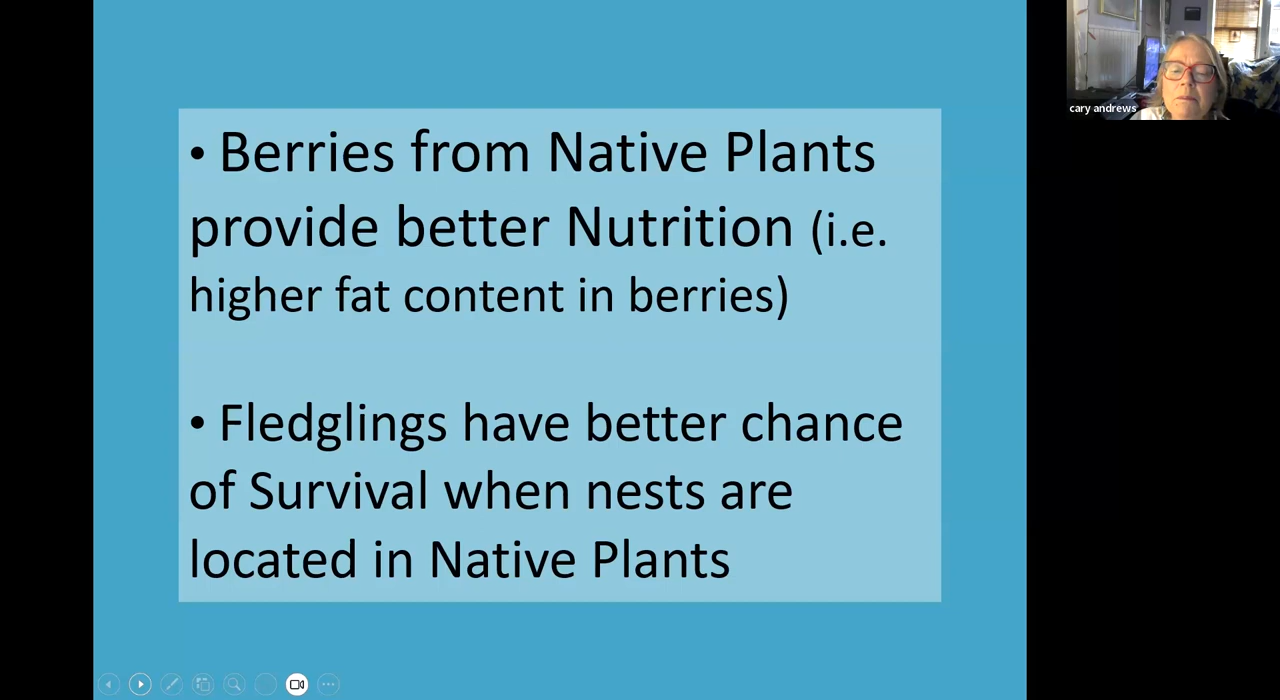 • Berries from Native Plants
provide better Nutrition (i.e.
higher fat content in berries)
• Fledglings have better chance
of Survival when nests are
located in Native Plants
cary andrews